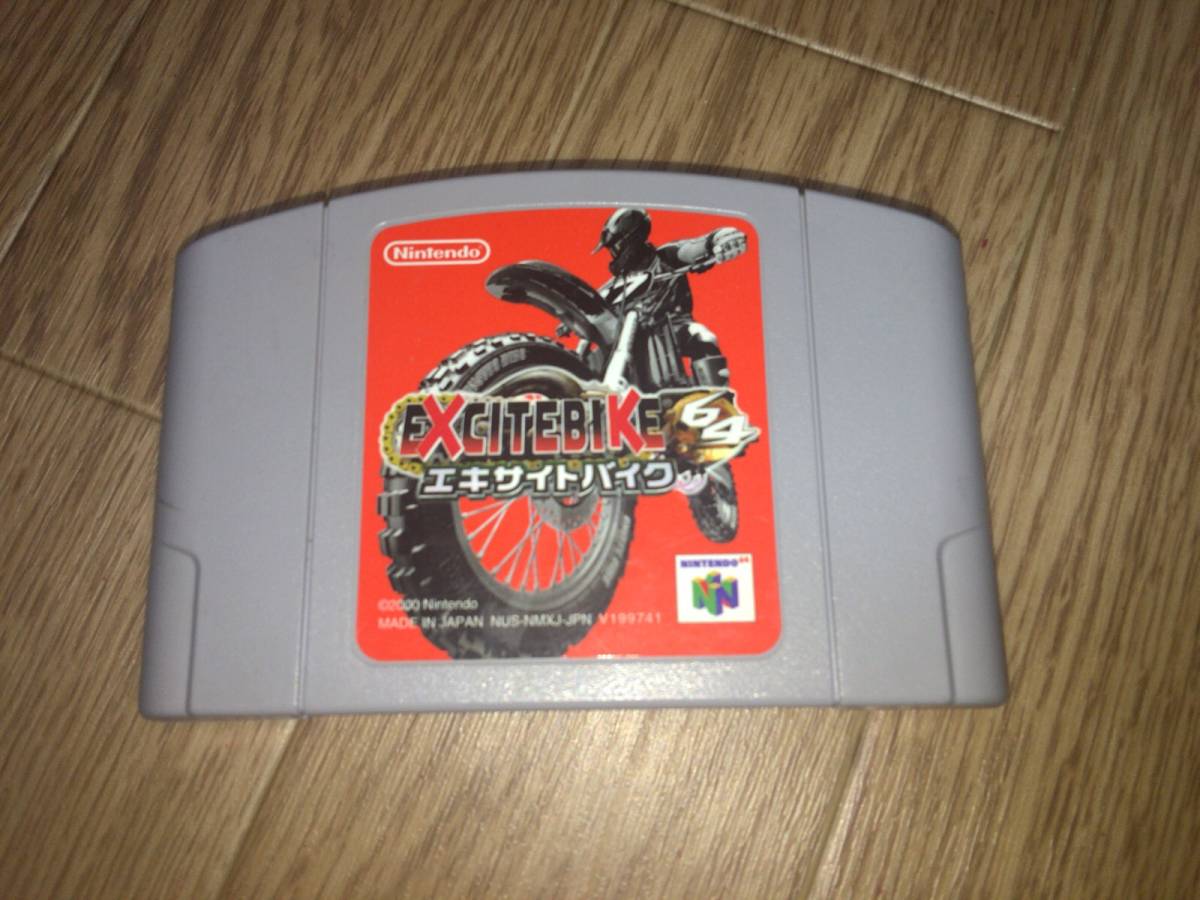 Nintendo
EXCITEBIKE 64
エキサイトバイク
NINTENDO64
©2000 Nintendo
MADE IN JAPAN NUS-NMXJ-JPN V199741